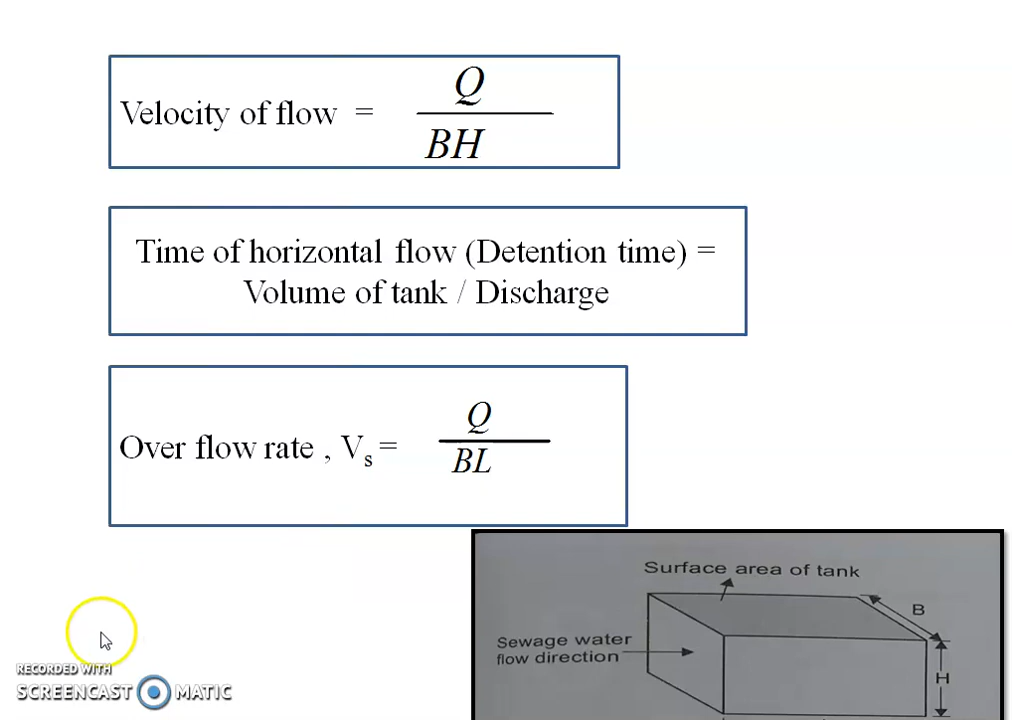 Velocity of flow =
Q
BH
Time of horizontal flow (Detention time) =
Volume of tank / Discharge
Over flow rate , Vs =
Q
BL
Surface area of tank
B
Sewage water
flow direction
H
RECORDED WITH
SCREENCAST MATIC